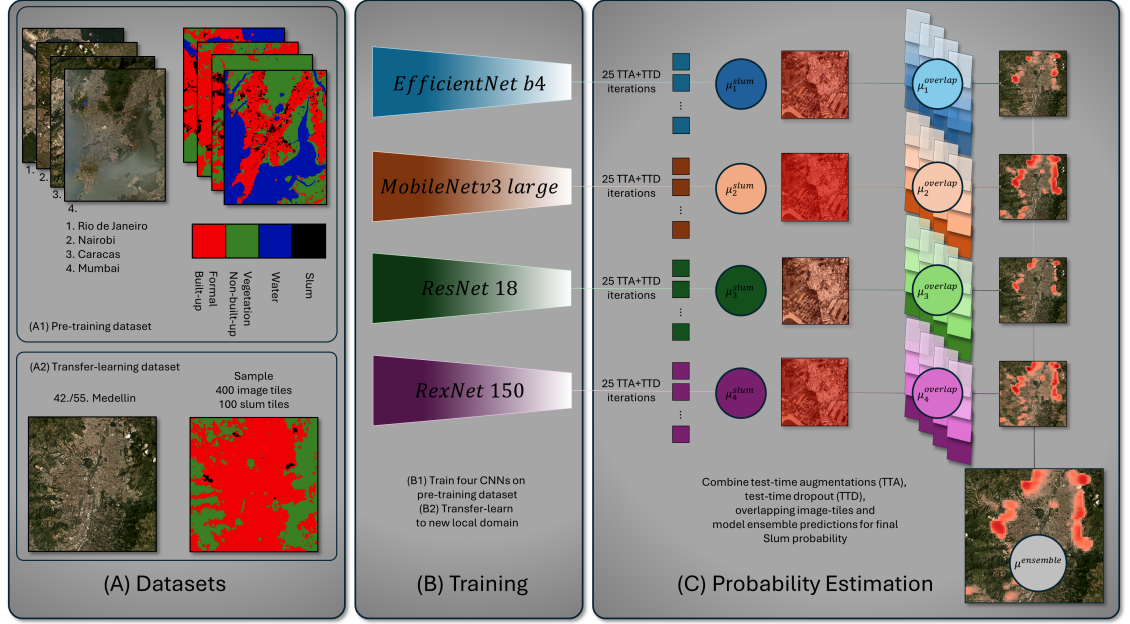 1.
2.
3.
4.
1. Rio de Janeiro
2. Nairobi
3. Caracas
4. Mumbai
Formal
Built-up
Vegetation
Non-built-up
Water
Slum
(A1) Pre-training dataset
(A2) Transfer-learning dataset
42./55. Medellin
Sample
400 image tiles
100 slum tiles
(A) Datasets
EfficientNet b4
MobileNetv3 large
ResNet 18
RexNet 150
(B1) Train four CNNs on
pre-training dataset
(B2) Transfer-learn
to new local domain
(B) Training
25 TTA+TTD
iterations
⋮
μ₁^slum
μ₁^overlap
25 TTA+TTD
iterations
⋮
μ₂^slum
μ₂^overlap
25 TTA+TTD
iterations
⋮
μ₃^slum
μ₃^overlap
25 TTA+TTD
iterations
⋮
μ₄^slum
μ₄^overlap
Combine test-time augmentations (TTA),
test-time dropout (TTD),
overlapping image-tiles and
model ensemble predictions for final
Slum probability
μ^ensemble
(C) Probability Estimation